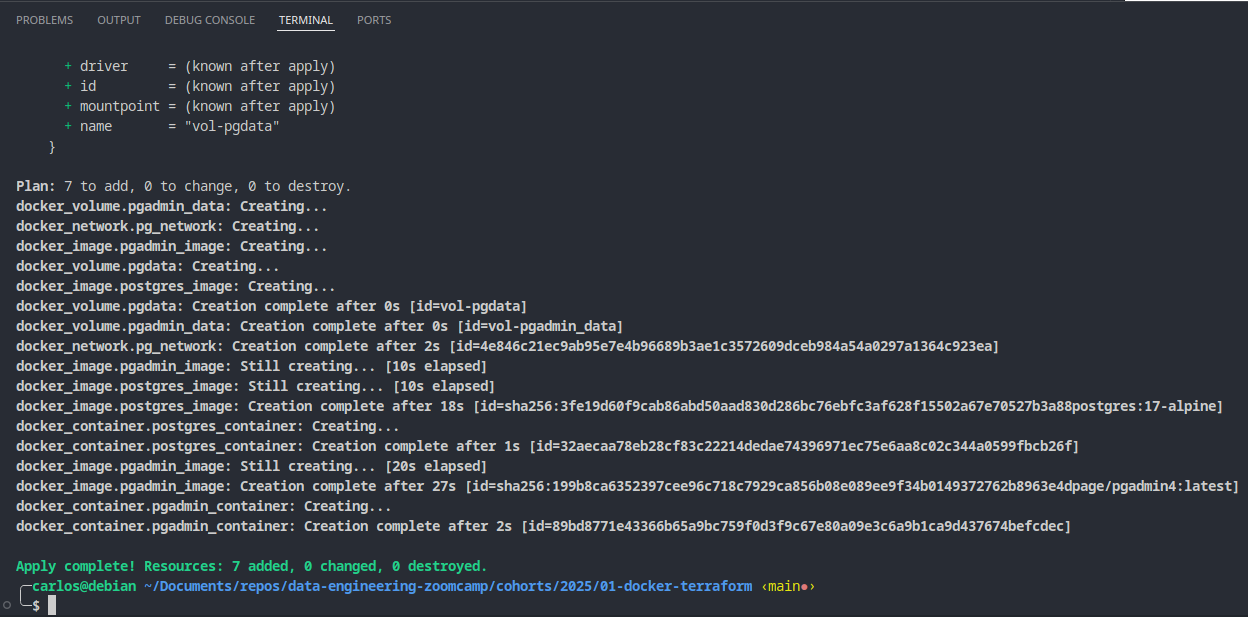 PROBLEMS OUTPUT DEBUG CONSOLE TERMINAL PORTS
+ driver = (known after apply)
+ id = (known after apply)
+ mountpoint = (known after apply)
+ name = "vol-pgdata"
}
Plan: 7 to add, 0 to change, 0 to destroy.
docker_volume.pgadmin_data: Creating...
docker_network.pg_network: Creating...
docker_image.pgadmin_image: Creating...
docker_volume.pgdata: Creating...
docker_image.postgres_image: Creating...
docker_volume.pgdata: Creation complete after 0s [id=vol-pgdata]
docker_volume.pgadmin_data: Creation complete after 0s [id=vol-pgadmin_data]
docker_network.pg_network: Creation complete after 2s [id=4e846c21ec9ab95e7e4b96689b3ae1c3572609dceb984a54a0297a1364c923ea]
docker_image.pgadmin_image: Still creating... [10s elapsed]
docker_image.postgres_image: Still creating... [10s elapsed]
docker_image.postgres_image: Creation complete after 18s [id=sha256:3fe19d60f9cab86abd50aad830d286bc76ebfc3af628f15502a67e70527b3a88postgres:17-alpine]
docker_container.postgres_container: Creating...
docker_container.postgres_container: Creation complete after 1s [id=32aecaa78eb28cf83c22214dedae74396971ec75e6aa8c02c344a0599fbcb26f]
docker_image.pgadmin_image: Still creating... [20s elapsed]
docker_image.pgadmin_image: Creation complete after 27s [id=sha256:199b8ca6352397cee96c718c7929ca856b08e089ee9f34b0149372762b8963e4dpage/pgadmin4:latest]
docker_container.pgadmin_container: Creating...
docker_container.pgadmin_container: Creation complete after 2s [id=89bd8771e43366b65a9bc759f0d3f9c67e80a09e3c6a9b1ca9d437674befcdec]
Apply complete! Resources: 7 added, 0 changed, 0 destroyed.
carlos@debian ~/Documents/repos/data-engineering-zoomcamp/cohorts/2025/01-docker-terraform ‹main●›
$